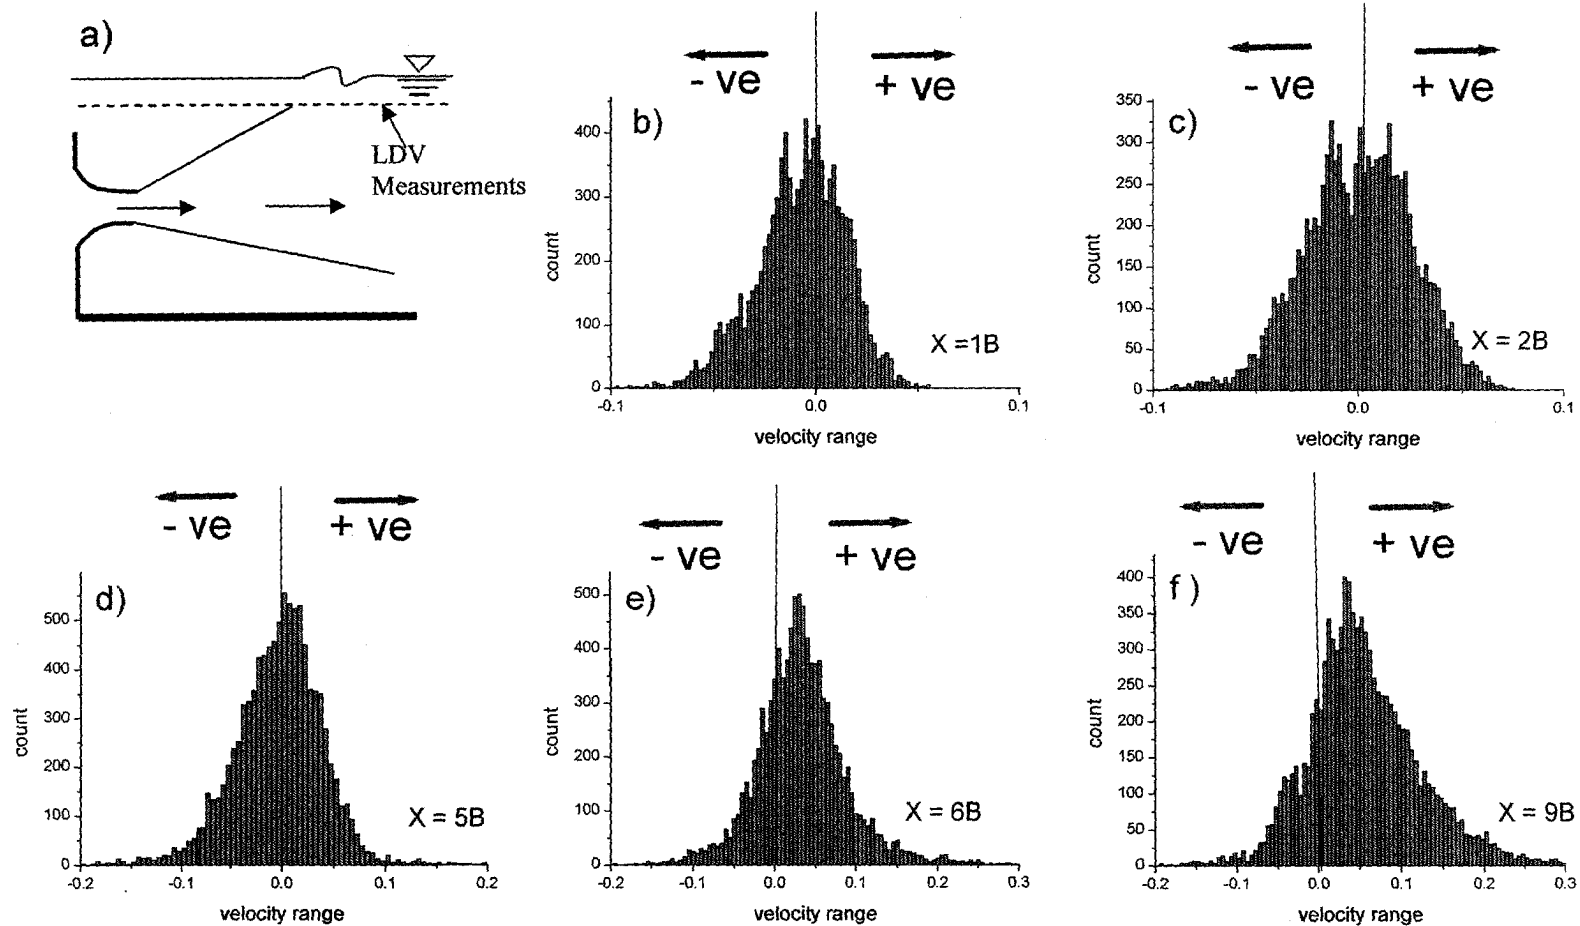 a)
LDV
Measurements
- ve
+ ve
b)
400
300
200
100
0
count
X =1B
-0.1
0.0
0.1
velocity range
- ve
+ ve
c)
350
300
250
200
150
100
50
0
count
X = 2B
-0.1
0.0
0.1
velocity range
- ve
+ ve
d)
500
400
300
200
100
0
count
X = 5B
-0.2
-0.1
0.0
0.1
0.2
velocity range
- ve
+ ve
e)
500
400
300
200
100
0
count
X = 6B
-0.2
-0.1
0.0
0.1
0.2
0.3
velocity range
- ve
+ ve
f )
400
350
300
250
200
150
100
50
0
count
X = 9B
-0.2
-0.1
0.0
0.1
0.2
0.3
velocity range